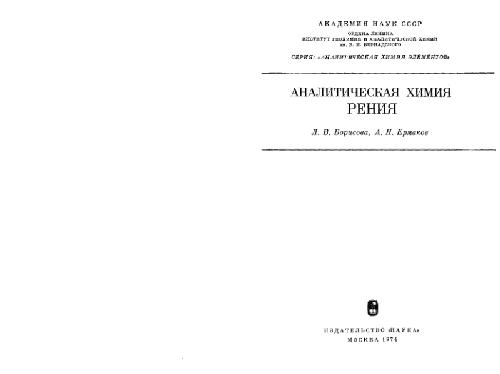 АКАДЕМИЯ НАУК СССР
ОРДЕНА ЛЕНИНА
ИНСТИТУТ ГЕОХИМИИ И АНАЛИТИЧЕСКОЙ ХИМИИ
им. В. И. ВЕРНАДСКОГО
СЕРИЯ: «АНАЛИТИЧЕСКАЯ ХИМИЯ ЭЛЕМЕНТОВ»
АНАЛИТИЧЕСКАЯ ХИМИЯ
РЕНИЯ
Л. В. Борисова, А. Н. Ермаков
ИЗДАТЕЛЬСТВО «НАУКА»
МОСКВА 1974